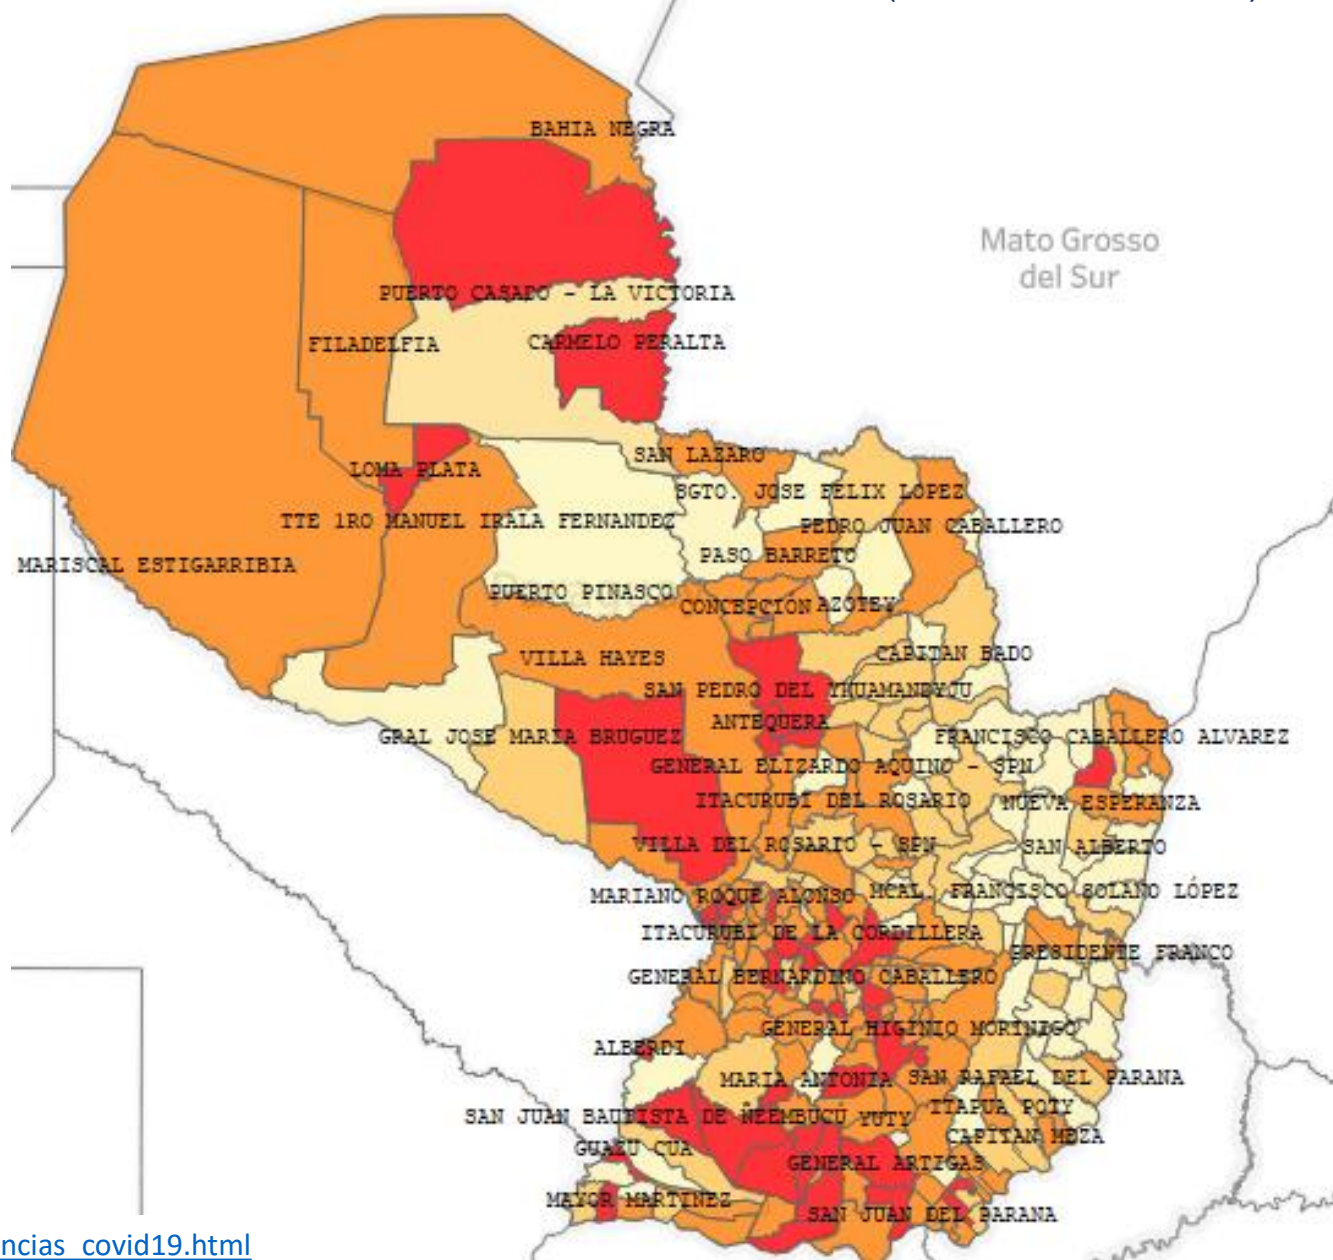 BAHIA NEGRA
Mato Grosso
del Sur
PUERTO CASADO - LA VICTORIA
FILADELFIA
CARMELO PERALTA
SAN LAZARO
LOMA PLATA
SGTO. JOSE FELIX LOPEZ
TTE 1RO MANUEL IRALA FERNANDEZ
PEDRO JUAN CABALLERO
PASO BARRETO
MARISCAL ESTIGARRIBIA
PUERTO PINASCO
CONCEPCION
AZOTEY
VILLA HAYES
CAPITAN BADO
SAN PEDRO DEL YKUAMANDYJU
ANTEQUERA
GRAL JOSE MARIA BRUGUEZ
FRANCISCO CABALLERO ALVAREZ
GENERAL ELIZARDO AQUINO - SPN
ITACURUBI DEL ROSARIO
NUEVA ESPERANZA
VILLA DEL ROSARIO - SPN
SAN ALBERTO
MARIANO ROQUE ALONSO
MCAL. FRANCISCO SOLANO LÓPEZ
ITACURUBI DE LA CORDILLERA
PRESIDENTE FRANCO
GENERAL BERNARDINO CABALLERO
GENERAL HIGINIO MORINIGO
ALBERDI
MARIA ANTONIA
SAN RAFAEL DEL PARANA
SAN JUAN BAUTISTA DE ÑEEMBUCÚ
YUTY
ITAPUA POTY
CAPITAN MEZA
GUAZU CUA
GENERAL ARTIGAS
MAYOR MARTINEZ
SAN JUAN DEL PARANA
ncias_covid19.html